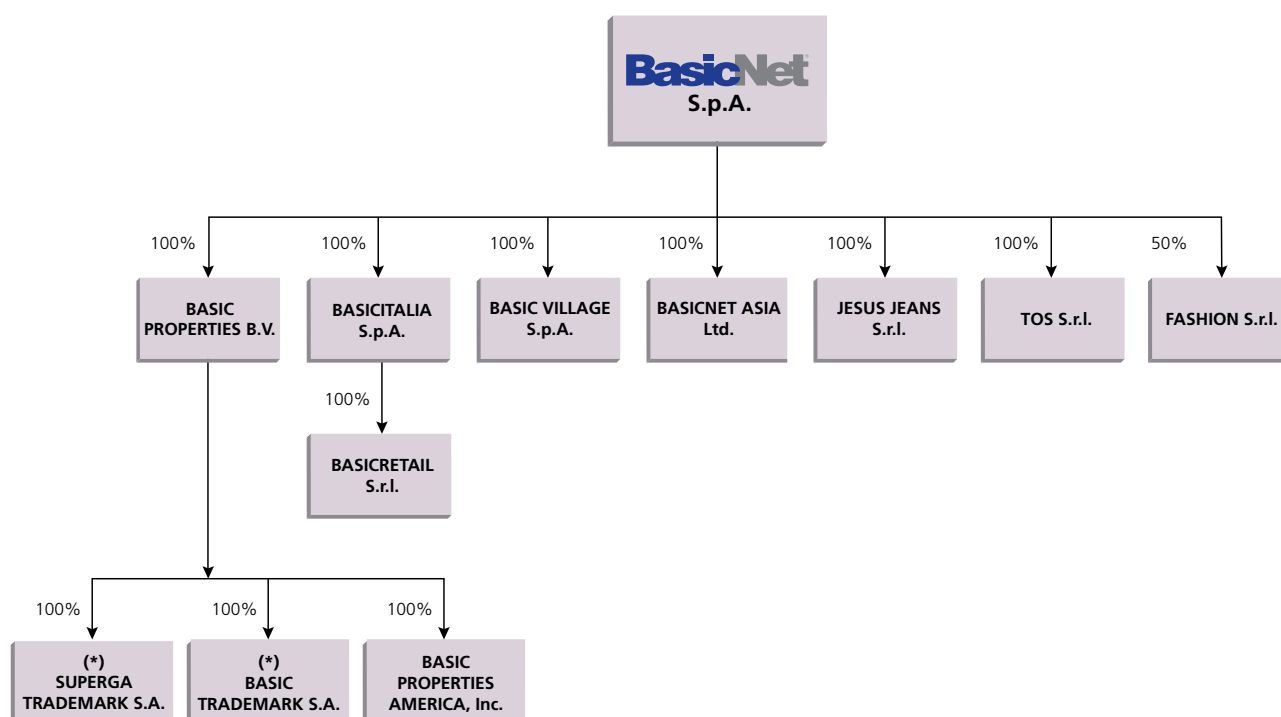 BasicNet
S.p.A.
100%
100%
100%
100%
100%
100%
50%
BASIC
PROPERTIES B.V.
BASICITALIA
S.p.A.
BASIC VILLAGE
S.p.A.
BASICNET ASIA
Ltd.
JESUS JEANS
S.r.l.
TOS S.r.l.
FASHION S.r.l.
100%
BASICRETAIL
S.r.l.
100%
100%
100%
(*)
SUPERGA
TRADEMARK S.A.
(*)
BASIC
TRADEMARK S.A.
BASIC
PROPERTIES
AMERICA, Inc.